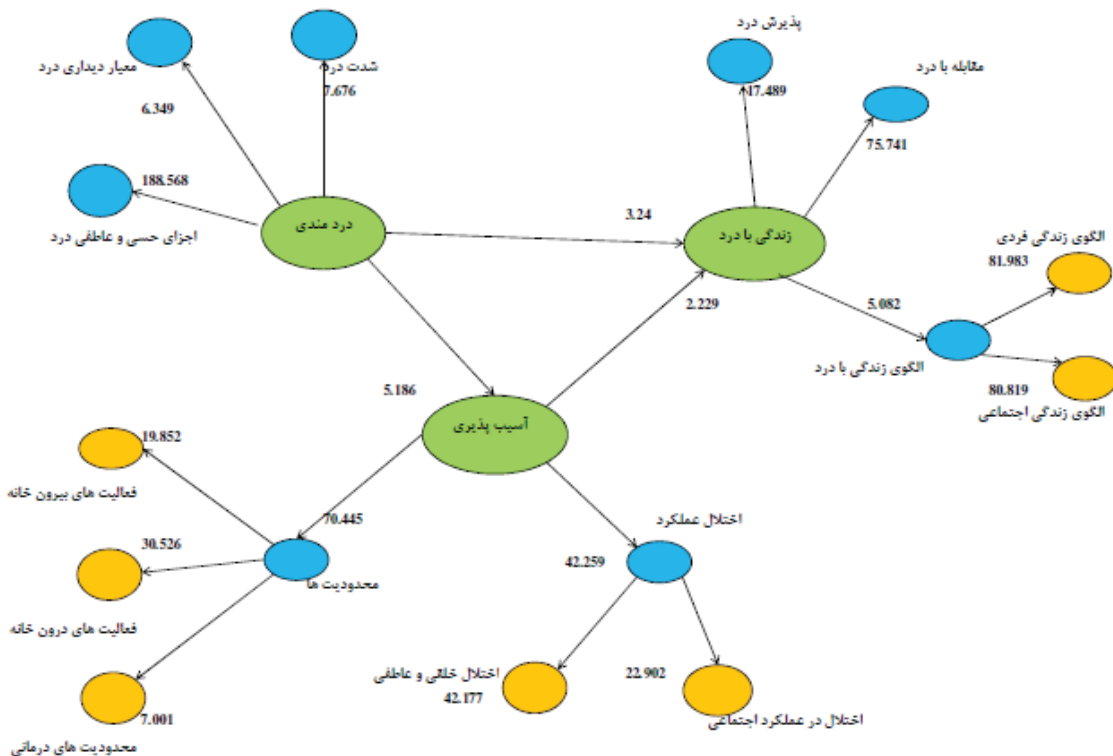 پذیرش درد
شدت درد
معیار دیداری درد
مقابله با درد
7.676
17.489
6.349
75.741
188.568
اجزای حسی و عاطفی درد
درد مندی
3.24
زندگی با درد
الگوی زندگی فردی
81.983
2.229
5.082
الگوی زندگی با درد
80.819
الگوی زندگی اجتماعی
5.186
آسیب پذیری
19.852
فعالیت های بیرون خانه
70.445
اختلال عملکرد
30.526
42.259
محدودیت ها
فعالیت های درون خانه
اختلال خلقی و عاطفی
42.177
22.902
اختلال در عملکرد اجتماعی
7.001
محدودیت های درمانی